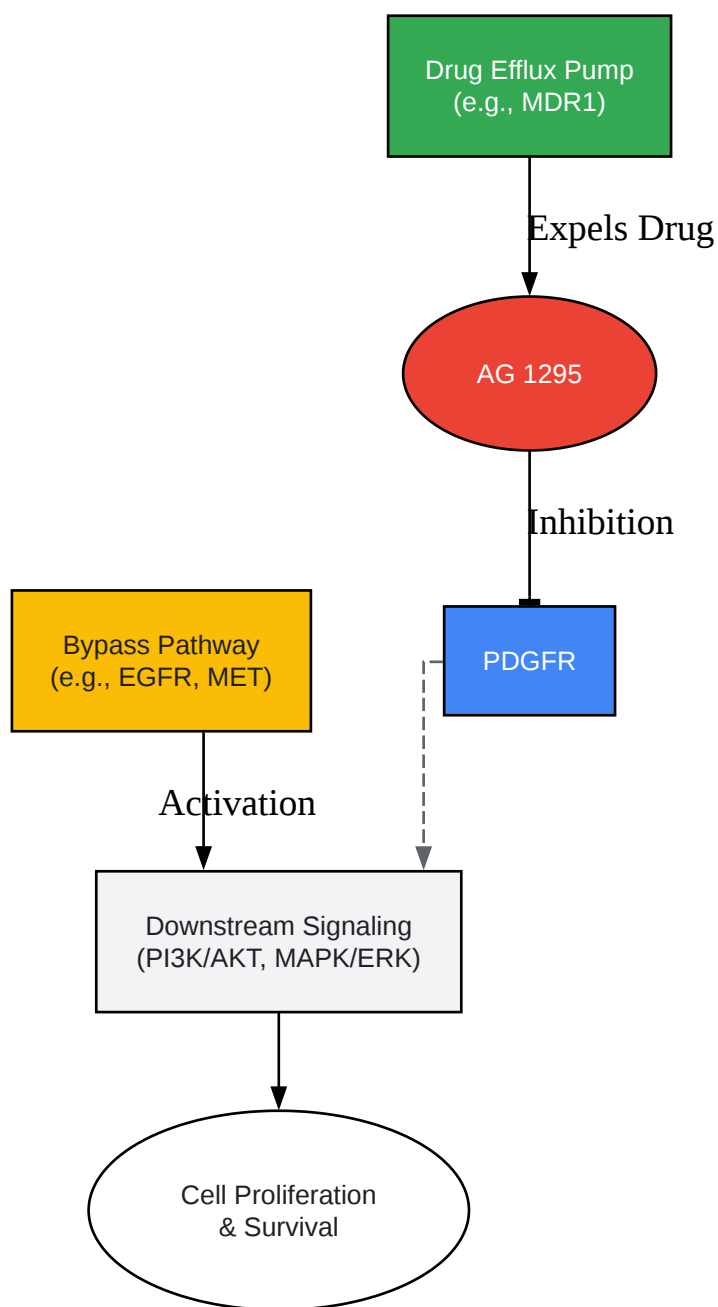 Drug Efflux Pump
(e.g., MDR1)
Expels Drug
AG 1295
Inhibition
Bypass Pathway
(e.g., EGFR, MET)
PDGFR
Activation
Downstream Signaling
(PI3K/AKT, MAPK/ERK)
Cell Proliferation
& Survival